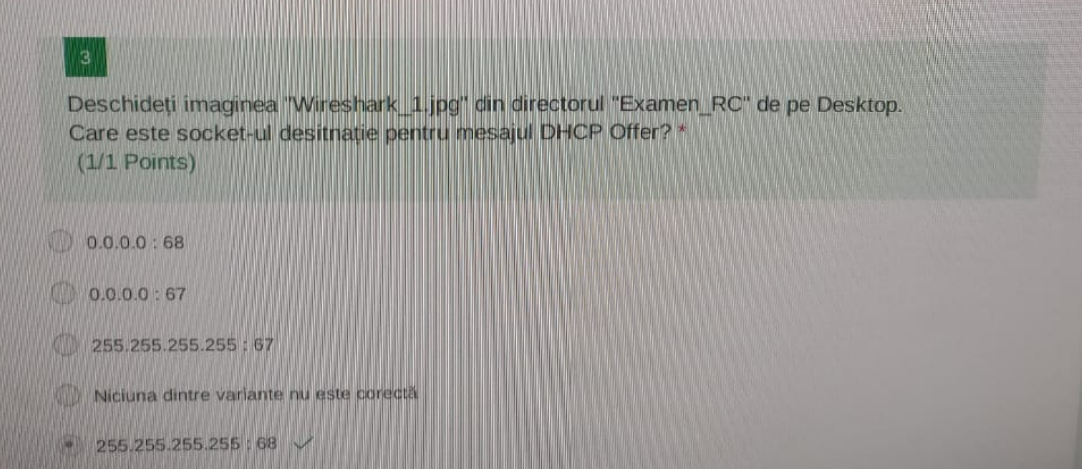 3
Deschideți imaginea "Wireshark_1.jpg" din directorul "Examen_RC" de pe Desktop.
Care este socket-ul desitnație pentru mesajul DHCP Offer? *
(1/1 Points)
0.0.0.0 : 68
0.0.0.0 : 67
255.255.255.255 : 67
Niciuna dintre variante nu este corectă
255.255.255.255 : 68